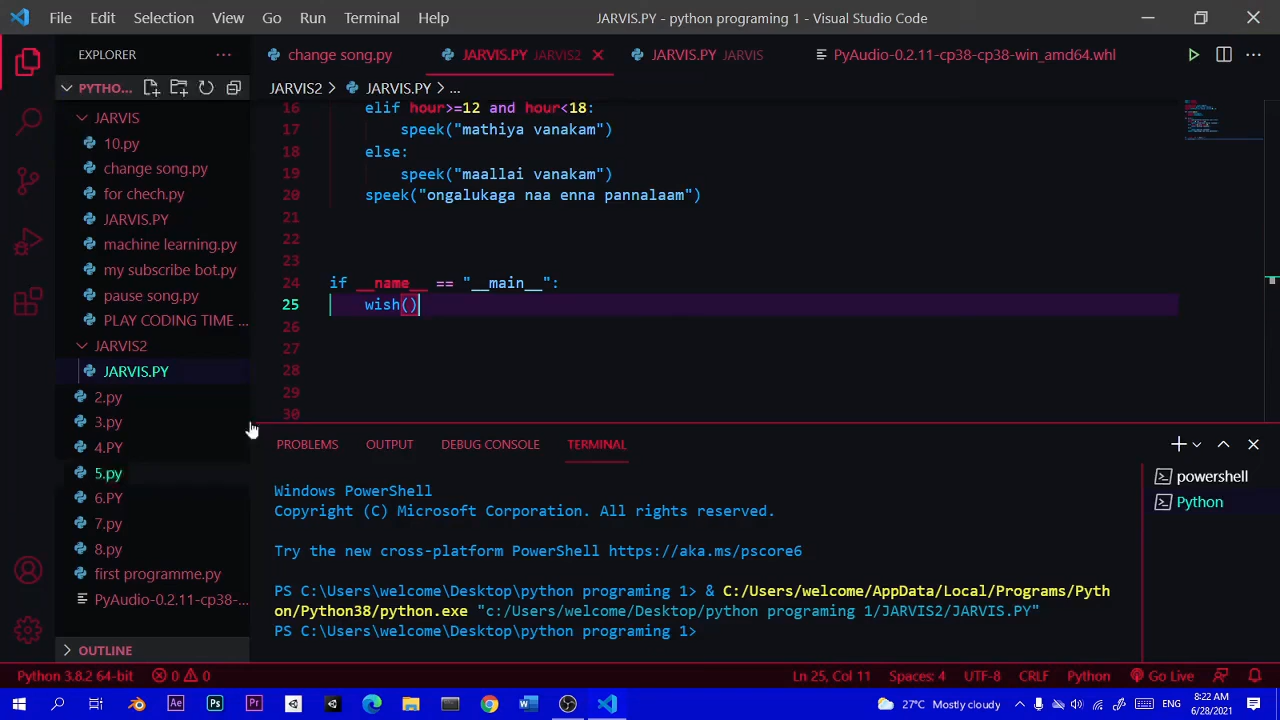 File Edit Selection View Go Run Terminal Help JARVIS.PY - python programing 1 - Visual Studio Code
EXPLORER
change song.py JARVIS.PY JARVIS2 JARVIS.PY JARVIS PyAudio-0.2.11-cp38-cp38-win_amd64.whl
PYTHO...
JARVIS2 > JARVIS.PY > ...
JARVIS
10.py
change song.py
for chech.py
JARVIS.PY
machine learning.py
my subscribe bot.py
pause song.py
PLAY CODING TIME ...
JARVIS2
JARVIS.PY
2.py
3.py
4.PY
5.py
6.PY
7.py
8.py
first programme.py
PyAudio-0.2.11-cp38-...
OUTLINE
16 elif hour>=12 and hour<18:
17 speek("mathiya vanakam")
18 else:
19 speek("maallai vanakam")
20 speek("ongalukaga naa enna pannalaam")
21
22
23
24 if __name__ == "__main__":
25 wish()
26
27
28
29
30
PROBLEMS OUTPUT DEBUG CONSOLE TERMINAL
powershell
Python
Windows PowerShell
Copyright (C) Microsoft Corporation. All rights reserved.
Try the new cross-platform PowerShell https://aka.ms/pscore6
PS C:\Users\welcome\Desktop\python programing 1> & C:/Users/welcome/AppData/Local/Programs/Pyth
on/Python38/python.exe "c:/Users/welcome/Desktop/python programing 1/JARVIS2/JARVIS.PY"
PS C:\Users\welcome\Desktop\python programing 1>
Python 3.8.2 64-bit 0 0 Ln 25, Col 11 Spaces: 4 UTF-8 CRLF Python Go Live
27°C Mostly cloudy ENG 8:22 AM
6/28/2021